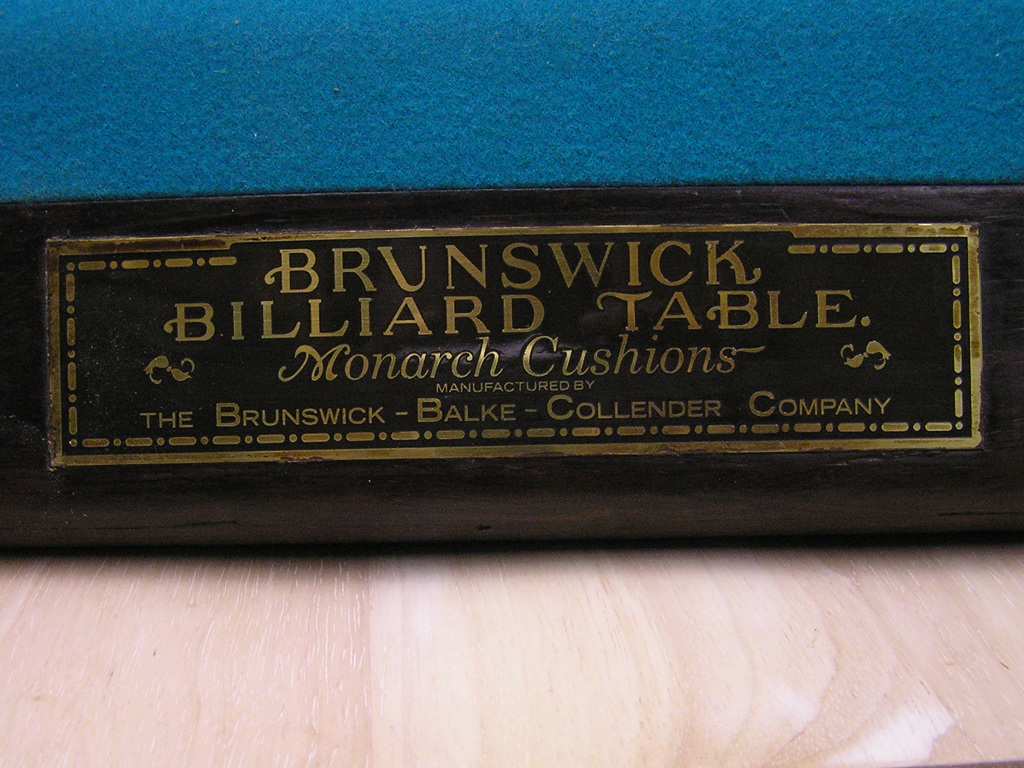 BRUNSWICK
BILLIARD TABLE.
Monarch Cushions
MANUFACTURED BY
THE BRUNSWICK - BALKE - COLLENDER COMPANY